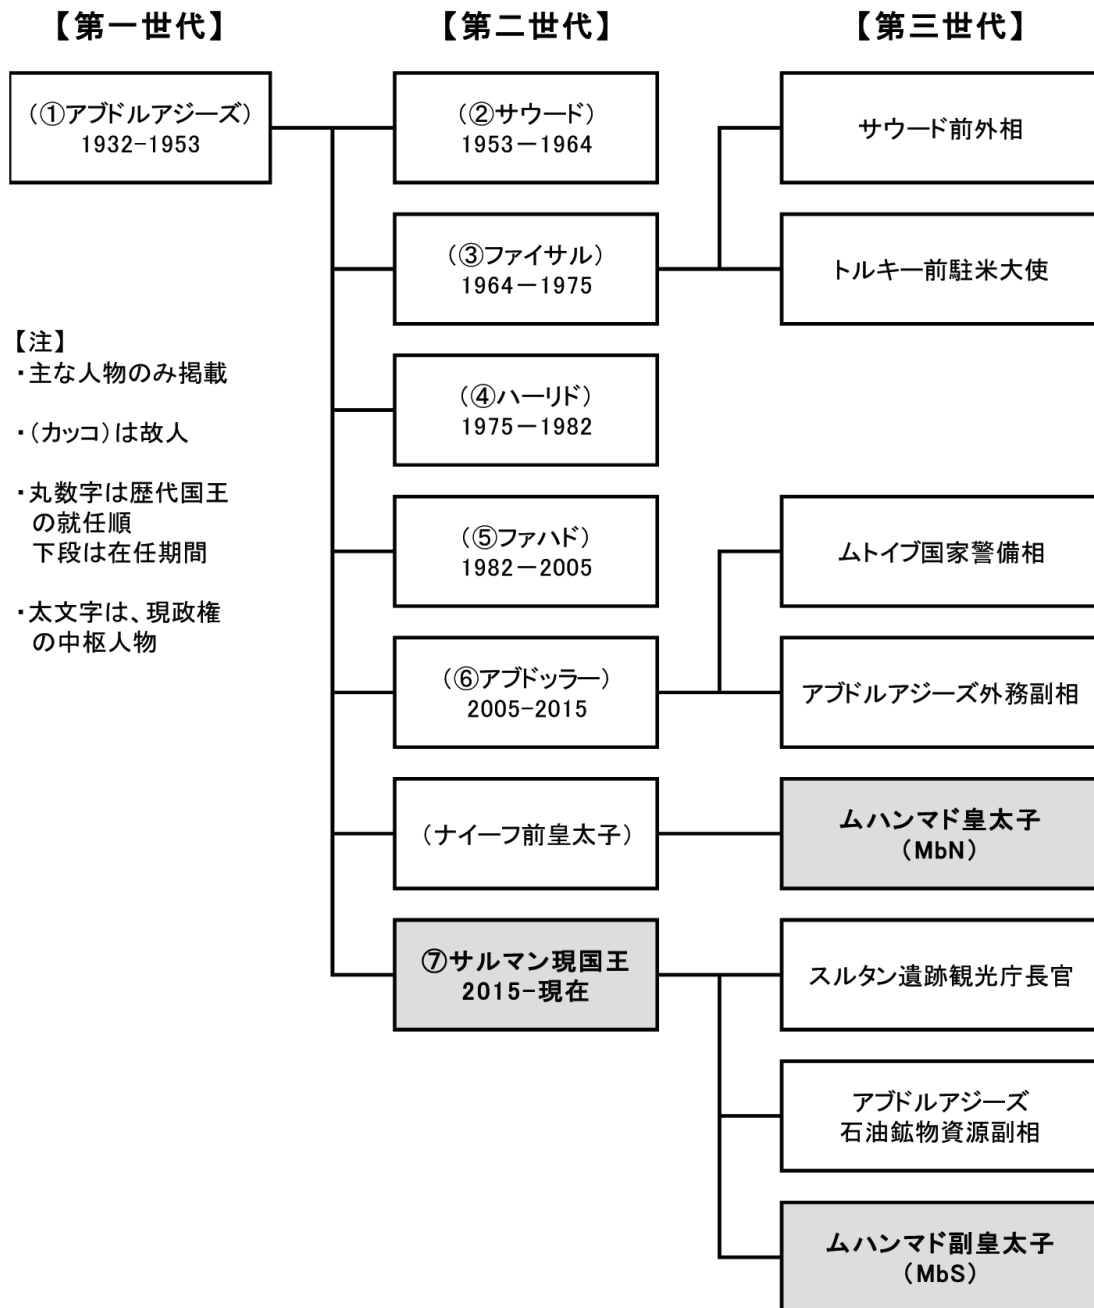 【第一世代】
【第二世代】
【第三世代】
（①アブドルアジーズ）
1932-1953
（②サウード）
1953－1964
サウード前外相
（③ファイサル）
1964－1975
トルキー前駐米大使
【注】
・主な人物のみ掲載
・（カッコ）は故人
・丸数字は歴代国王
の就任順
下段は在任期間
・太文字は、現政権
の中枢人物
（④ハーリド）
1975－1982
（⑤ファハド）
1982－2005
ムトイブ国家警備相
（⑥アブドッラー）
2005-2015
アブドルアジーズ外務副相
（ナイーフ前皇太子）
ムハンマド皇太子
（MbN）
⑦サルマン現国王
2015-現在
スルタン遺跡観光庁長官
アブドルアジーズ
石油鉱物資源副相
ムハンマド副皇太子
（MbS）